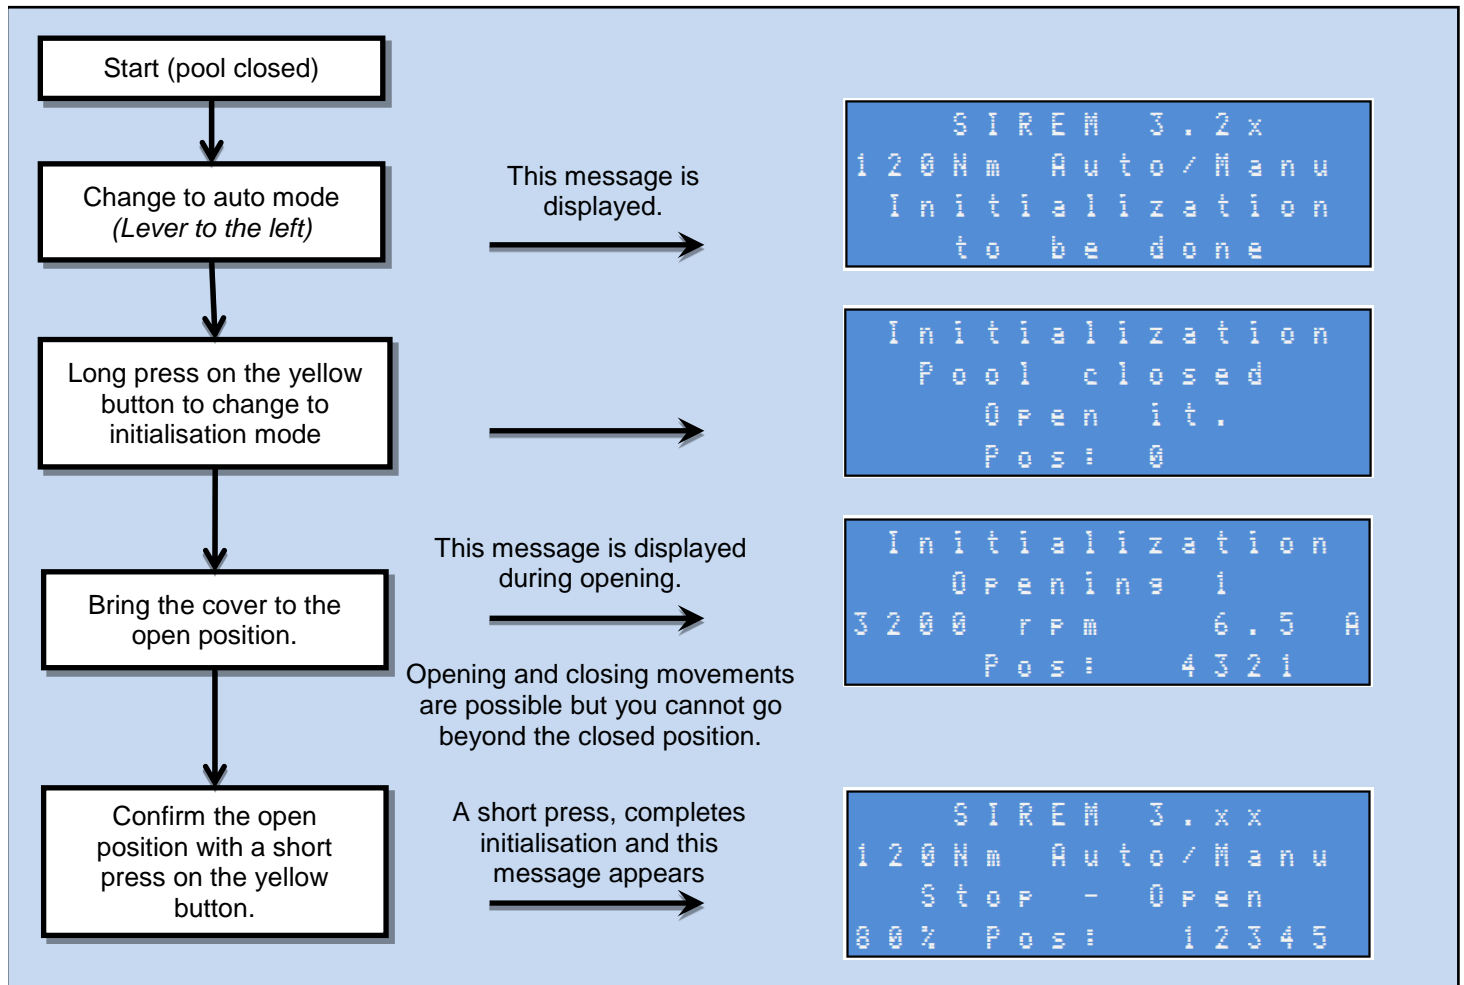 Start (pool closed)
Change to auto mode
(Lever to the left)
This message is
displayed.
SIREM 3.2x
120Nm Auto/Manu
Initialization
to be done
Long press on the yellow
button to change to
initialisation mode
Initialization
Pool closed
Open it.
Pos: 0
Bring the cover to the
open position.
This message is displayed
during opening.
Opening and closing movements
are possible but you cannot go
beyond the closed position.
Initialization
Opening 1
3200 rpm 6.5 A
Pos: 4321
Confirm the open
position with a short
press on the yellow
button.
A short press, completes
initialisation and this
message appears
SIREM 3.xx
120Nm Auto/Manu
Stop - Open
80% Pos: 12345